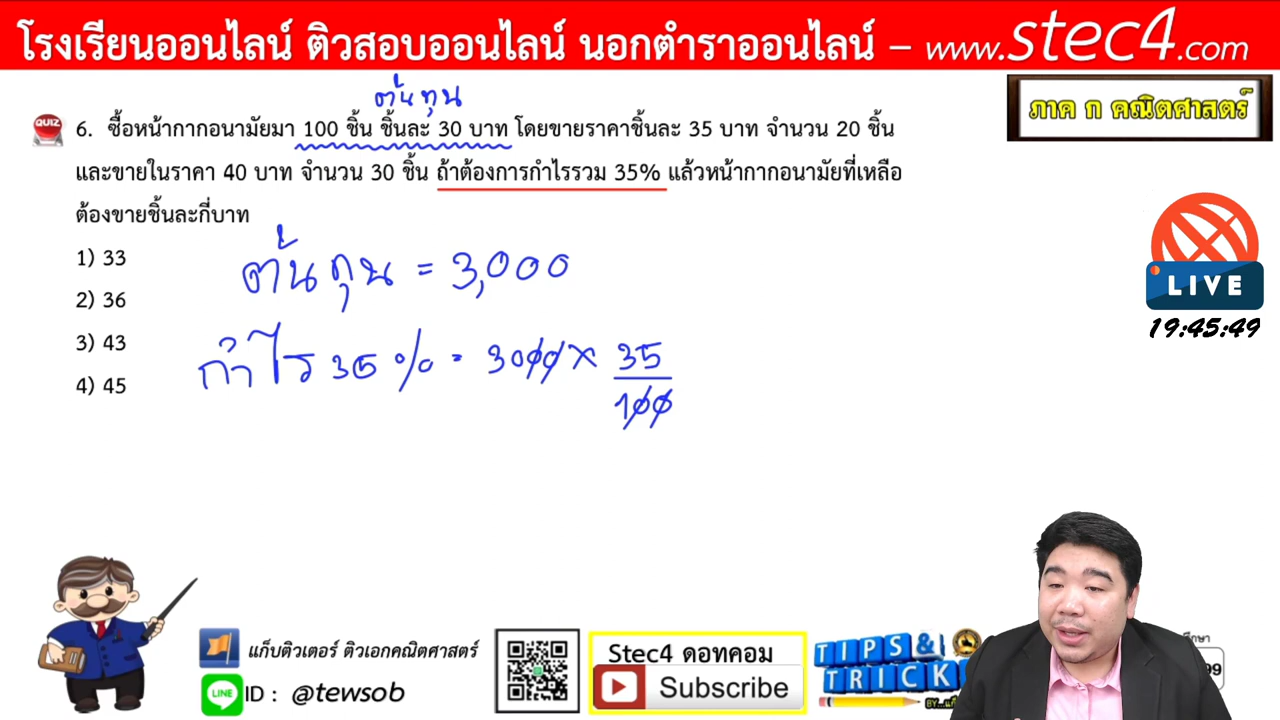 โรงเรียนออนไลน์ ติวสอบออนไลน์ นอกตำราออนไลน์ – www.stec4.com
ภาค ก คณิตศาสตร์
ต้นทุน
QUIZ
6. ซื้อหน้ากากอนามัยมา 100 ชิ้น ชิ้นละ 30 บาท โดยขายราคาชิ้นละ 35 บาท จำนวน 20 ชิ้น
และขายในราคา 40 บาท จำนวน 30 ชิ้น ถ้าต้องการกำไรรวม 35% แล้วหน้ากากอนามัยที่เหลือ
ต้องขายชิ้นละกี่บาท
1) 33
2) 36
3) 43
4) 45
ต้นทุน = 3,000
กำไร 35 % = 3000 × 35
100
LIVE
19:45:49
แก็บติวเตอร์ ติวเอกคณิตศาสตร์
LINE ID : @tewsob
Stec4 ดอทคอม
Subscribe
TIPS &
TRICK